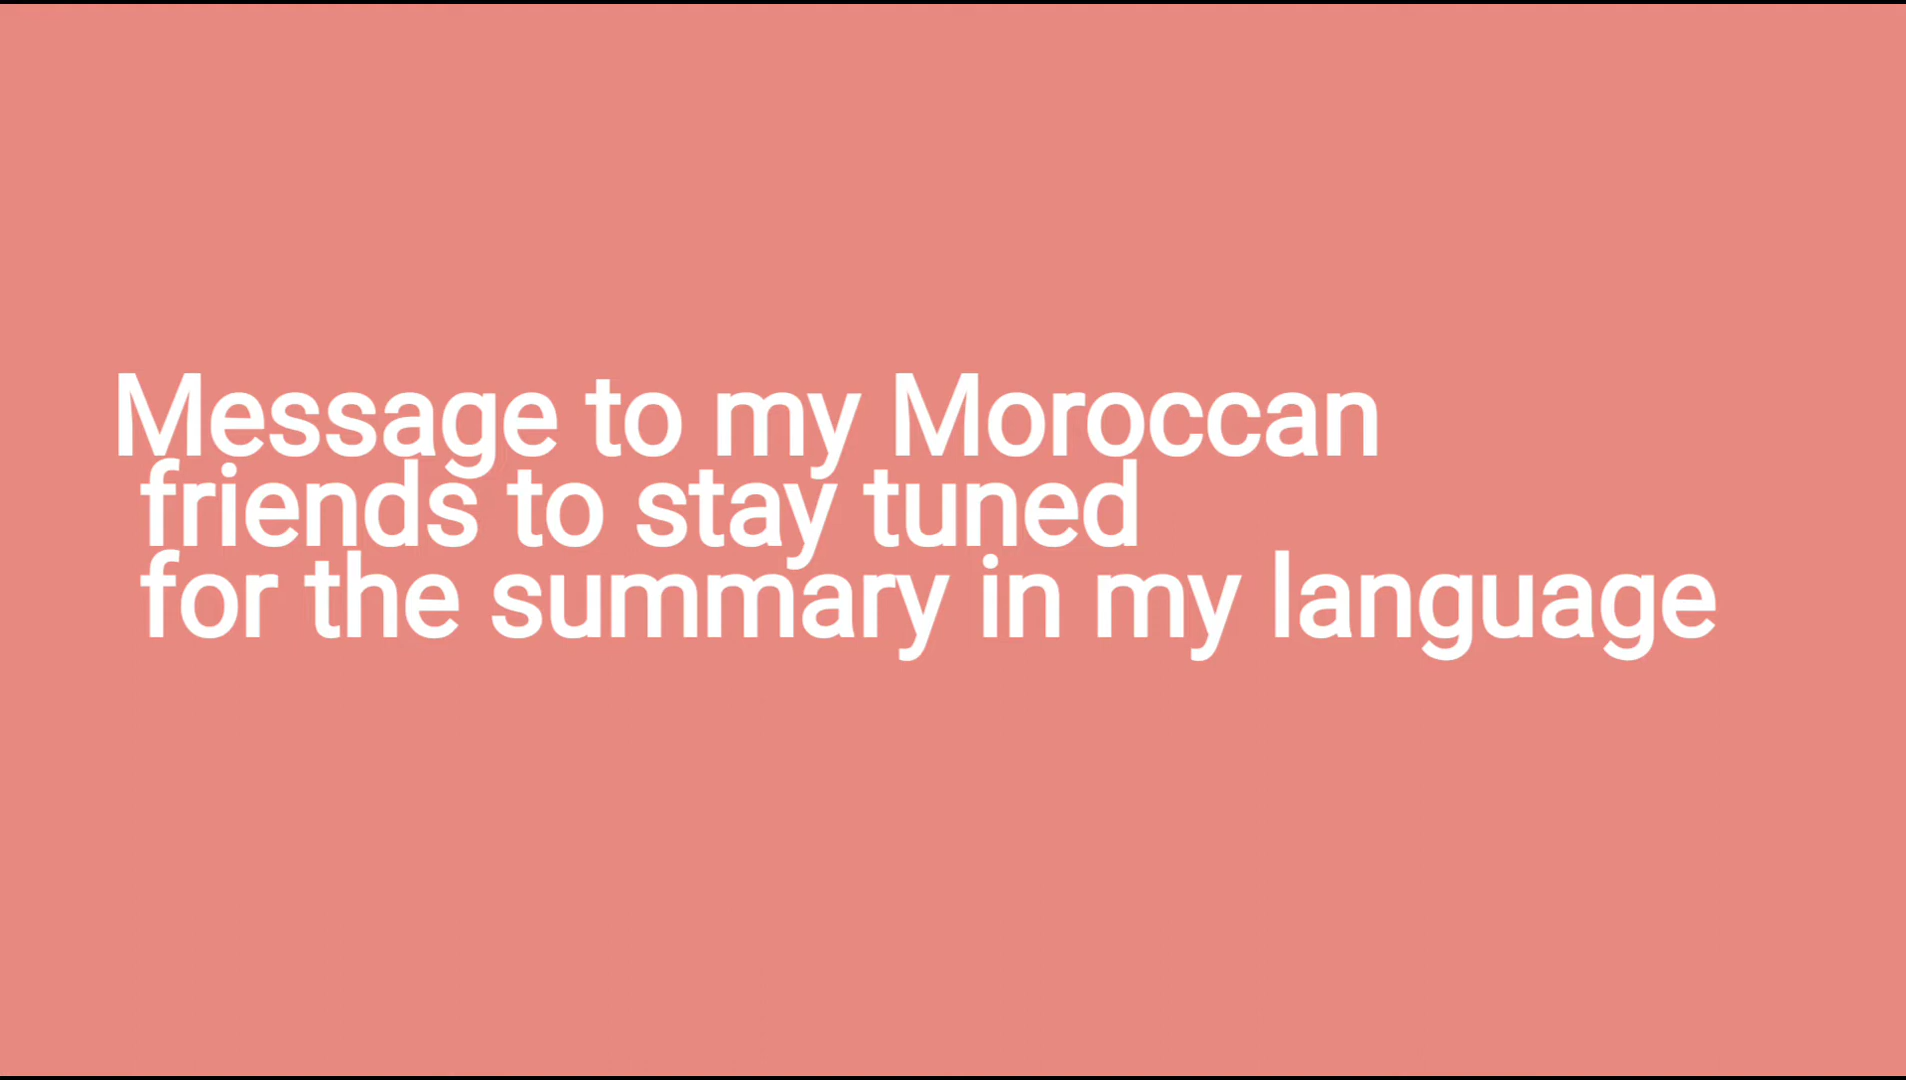 Message to my Moroccan
friends to stay tuned
for the summary in my language